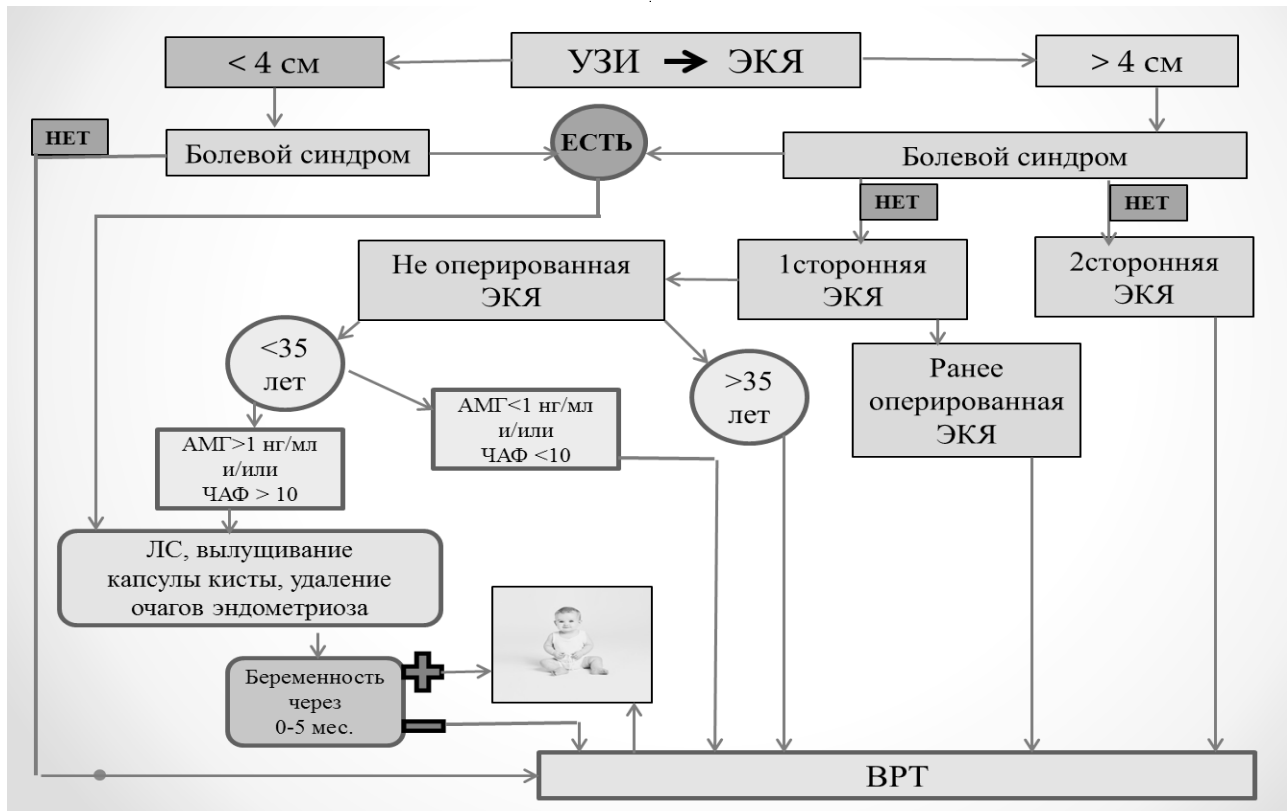 < 4 см
УЗИ → ЭКЯ
> 4 см
НЕТ
Болевой синдром
ЕСТЬ
Болевой синдром
НЕТ
НЕТ
Не оперированная
ЭКЯ
1сторонняя
ЭКЯ
2сторонняя
ЭКЯ
<35
лет
>35
лет
Ранее
оперированная
ЭКЯ
АМГ>1 нг/мл
и/или
ЧАФ > 10
АМГ<1 нг/мл
и/или
ЧАФ <10
ЛС, вылущивание
капсулы кисты, удаление
очагов эндометриоза
Беременность
через
0-5 мес.
ВРТ